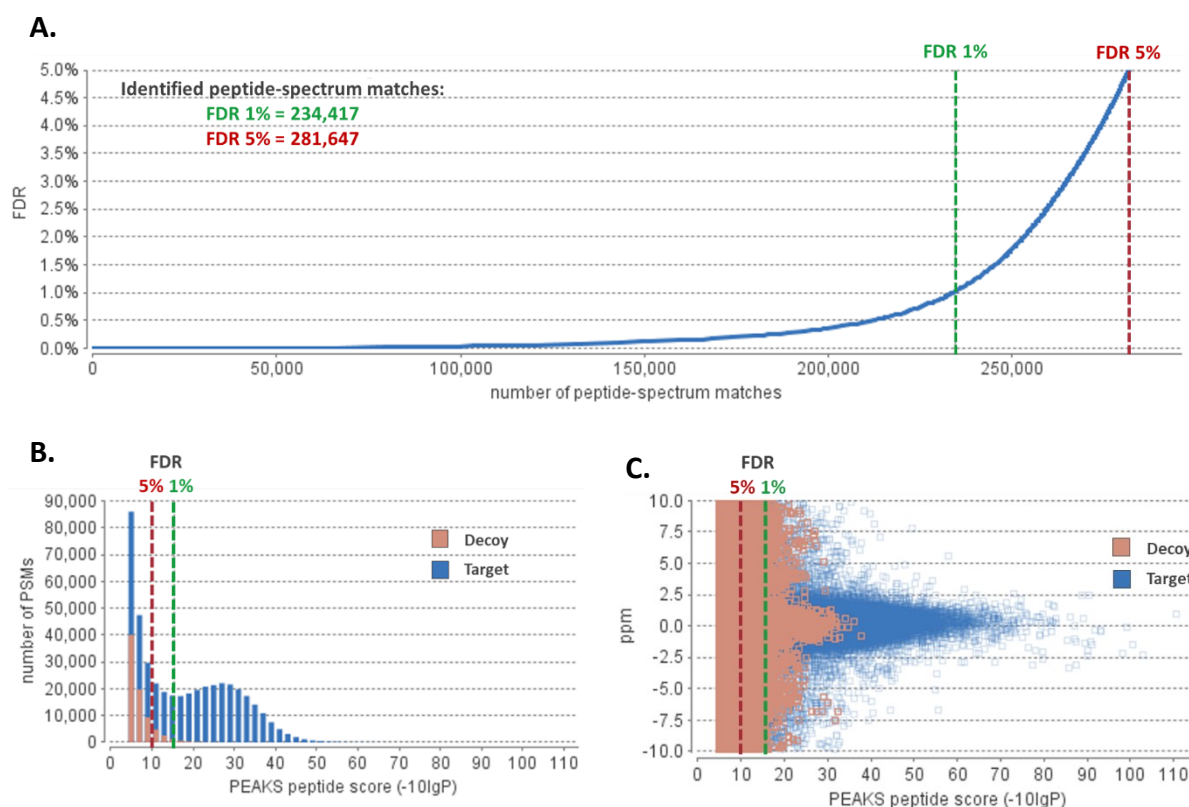 A.
FDR 1%
FDR 5%
5.0%
4.5%
4.0%
3.5%
3.0%
2.5%
2.0%
1.5%
1.0%
0.5%
0.0%
FDR
Identified peptide-spectrum matches:
FDR 1% = 234,417
FDR 5% = 281,647
0
50,000
100,000
150,000
200,000
250,000
number of peptide-spectrum matches
B.
FDR
5% 1%
90,000
80,000
70,000
60,000
50,000
40,000
30,000
20,000
10,000
0
number of PSMs
Decoy
Target
0 10 20 30 40 50 60 70 80 90 100 110
PEAKS peptide score (-10lgP)
C.
FDR
5% 1%
10.0
7.5
5.0
2.5
0.0
-2.5
-5.0
-7.5
-10.0
ppm
Decoy
Target
0 10 20 30 40 50 60 70 80 90 100 110
PEAKS peptide score (-10lgP)